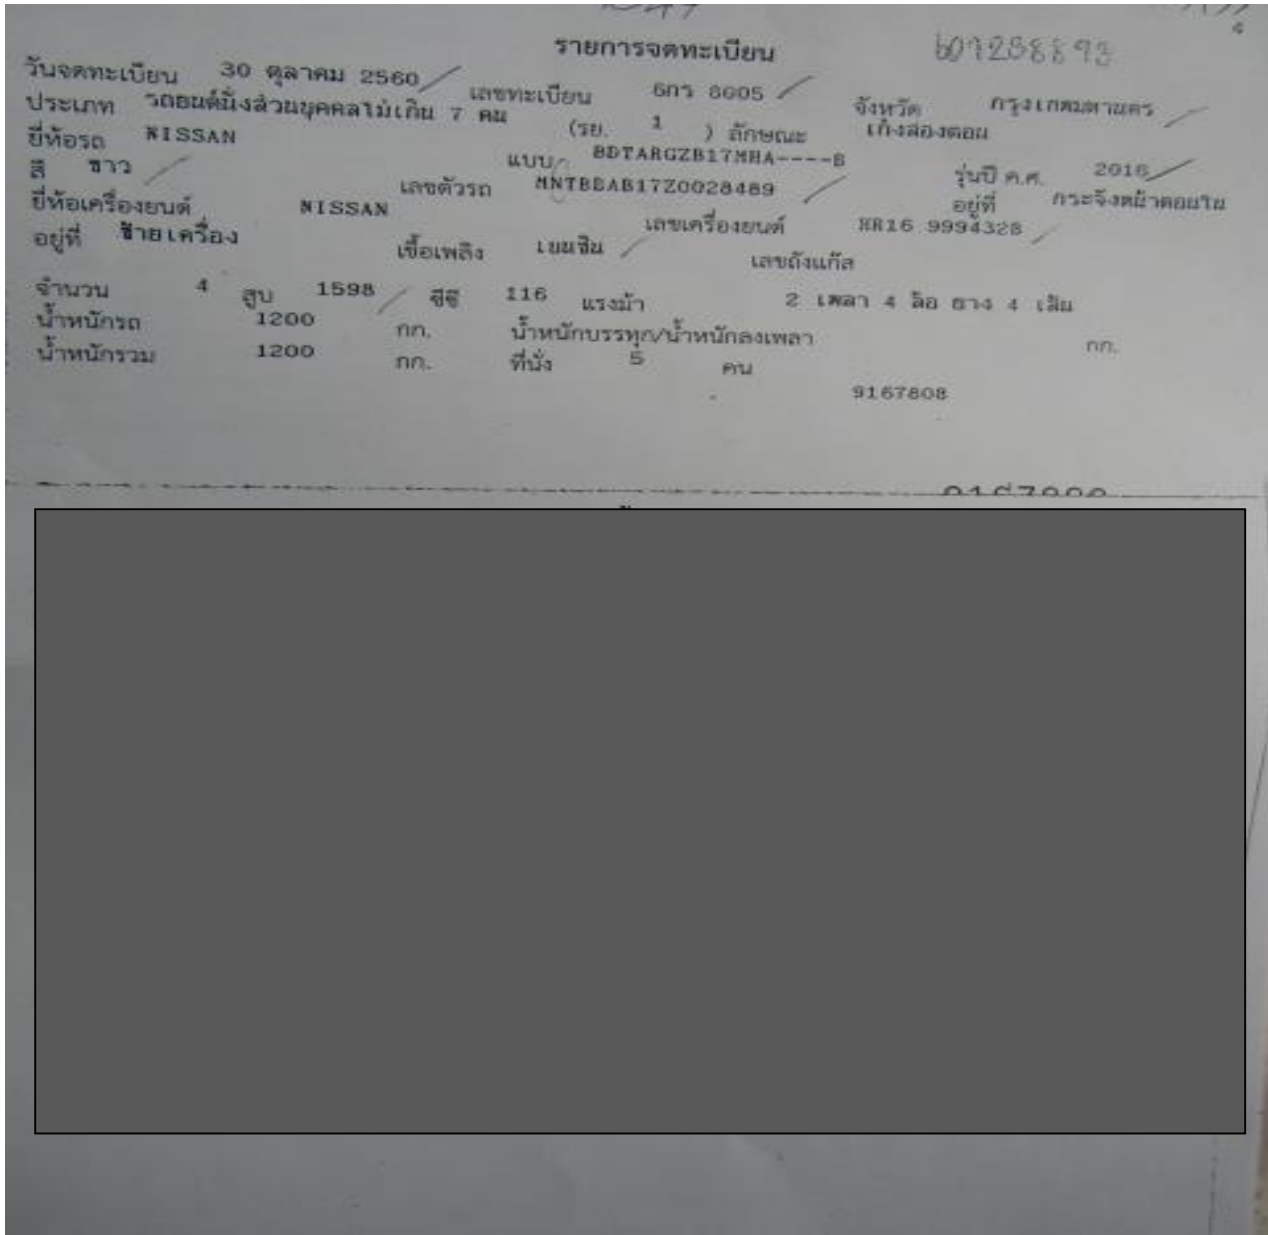 รายการจดทะเบียน
วันจดทะเบียน 30 ตุลาคม 2560 เลขทะเบียน 6กร 8005 จังหวัด กรุงเทพมหานคร
ประเภท รถยนต์นั่งส่วนบุคคลไม่เกิน 7 คน (รย. 1 ) ลักษณะ เก๋งสองตอน
ยี่ห้อรถ NISSAN แบบ BDTARGZB17MHA----B รุ่นปี ค.ศ. 2016
สี ขาว เลขตัวรถ MNTBBAB17Z0028489 อยู่ที่ กระจังหน้าตอนใน
ยี่ห้อเครื่องยนต์ NISSAN เลขเครื่องยนต์ HR16 999432B
อยู่ที่ ซ้ายเครื่อง เชื้อเพลิง เบนซิน เลขถังแก๊ส
จำนวน 4 สูบ 1598 ซีซี 116 แรงม้า 2 เพลา 4 ล้อ ยาง 4 เส้น
น้ำหนักรถ 1200 กก. น้ำหนักบรรทุก/น้ำหนักลงเพลา กก.
น้ำหนักรวม 1200 กก. ที่นั่ง 5 คน
9167808